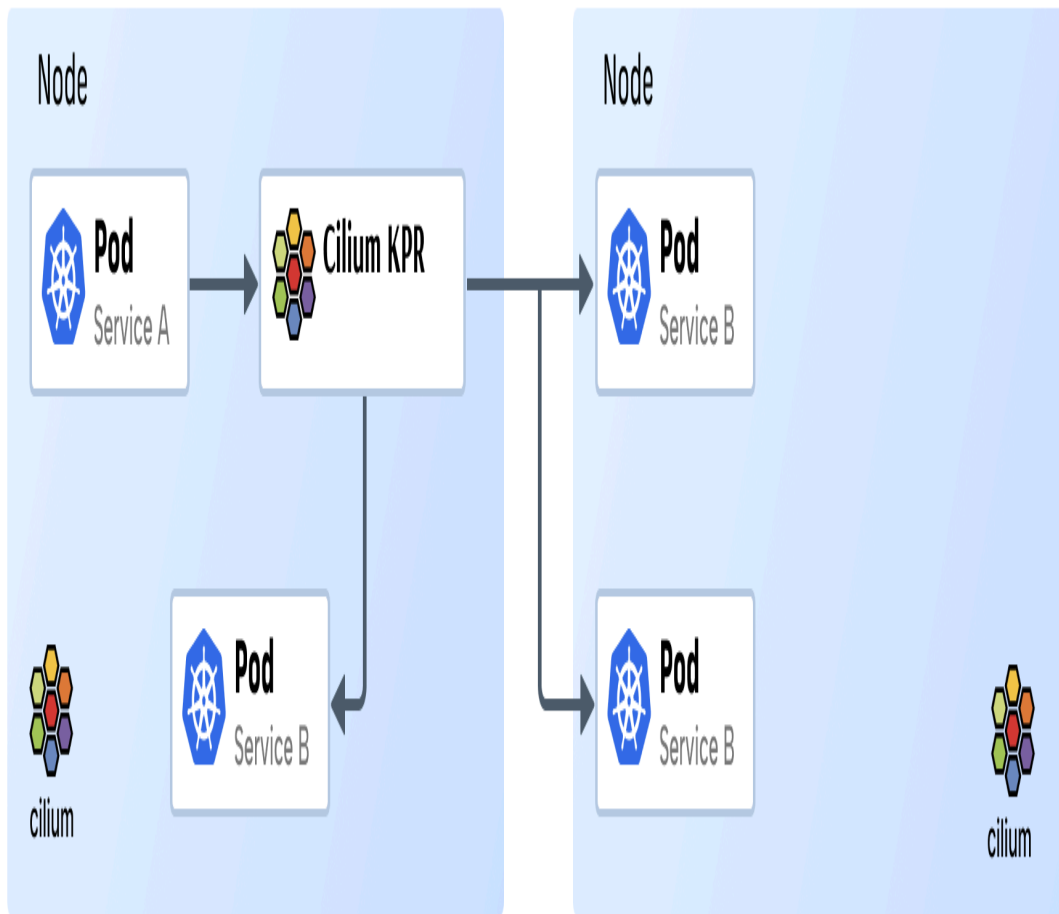 Node
Pod
Service A
Cilium KPR
Pod
Service B
cilium
Node
Pod
Service B
Pod
Service B
cilium